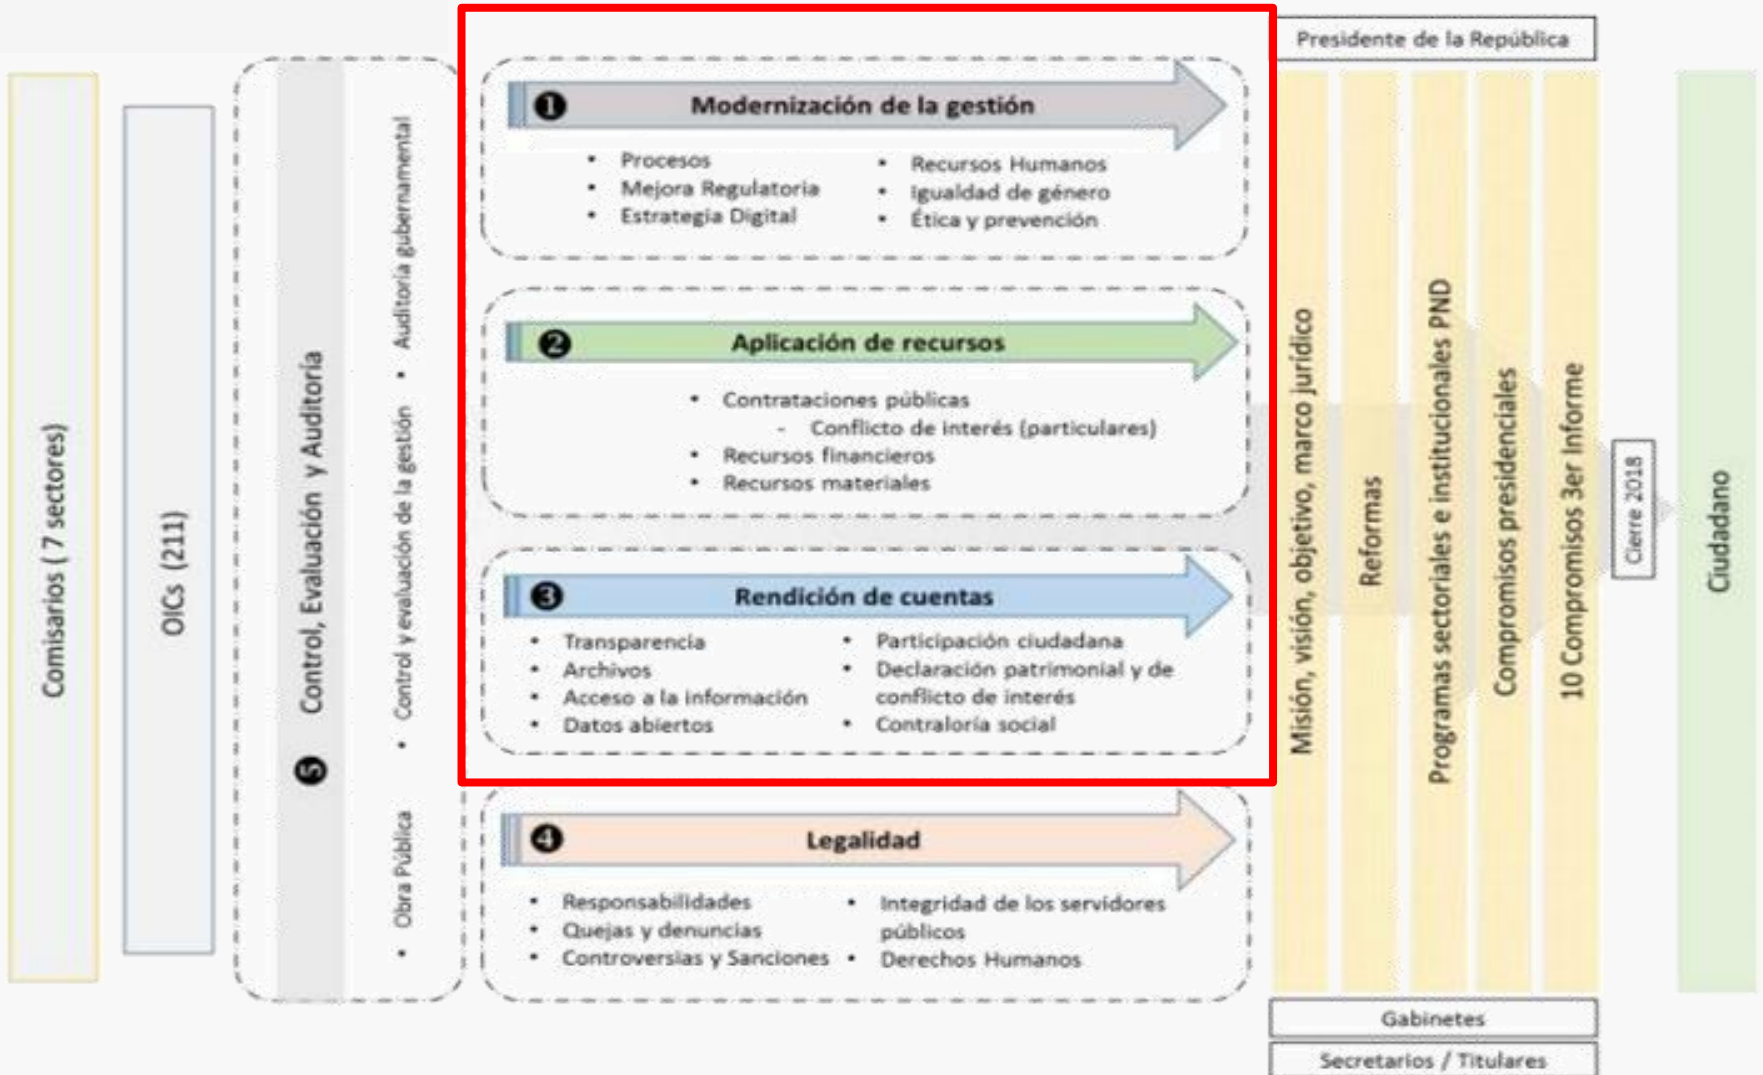 Comisarios ( 7 sectores)
OICs (211)
❺ Control, Evaluación y Auditoría
• Obra Pública • Control y evaluación de la gestión • Auditoría gubernamental
❶ Modernización de la gestión
• Procesos
• Mejora Regulatoria
• Estrategia Digital
• Recursos Humanos
• Igualdad de género
• Ética y prevención
❷ Aplicación de recursos
• Contrataciones públicas
- Conflicto de interés (particulares)
• Recursos financieros
• Recursos materiales
❸ Rendición de cuentas
• Transparencia
• Archivos
• Acceso a la información
• Datos abiertos
• Participación ciudadana
• Declaración patrimonial y de
conflicto de interés
• Contraloría social
❹ Legalidad
• Responsabilidades
• Quejas y denuncias
• Controversias y Sanciones
• Integridad de los servidores
públicos
• Derechos Humanos
Presidente de la República
Misión, visión, objetivo, marco jurídico
Reformas
Programas sectoriales e institucionales PND
Compromisos presidenciales
10 Compromisos 3er Informe
Gabinetes
Secretarios / Titulares
Cierre 2018
Ciudadano